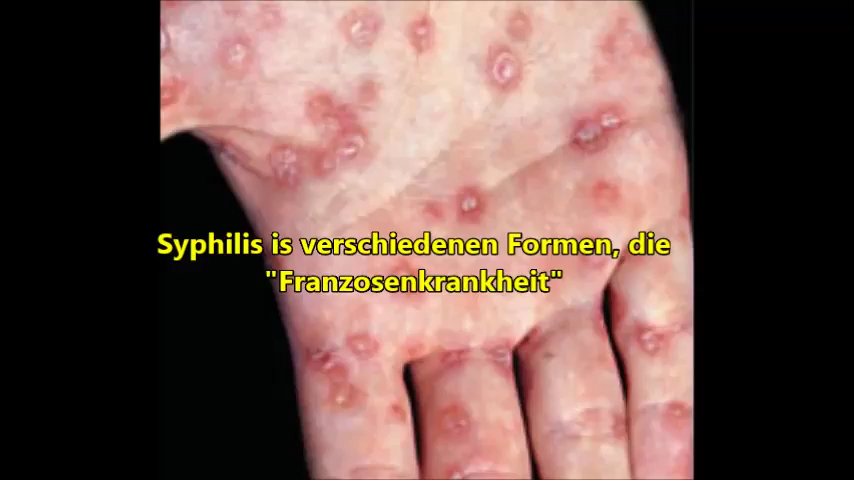 Syphilis is verschiedenen Formen, die
"Franzosenkrankheit"